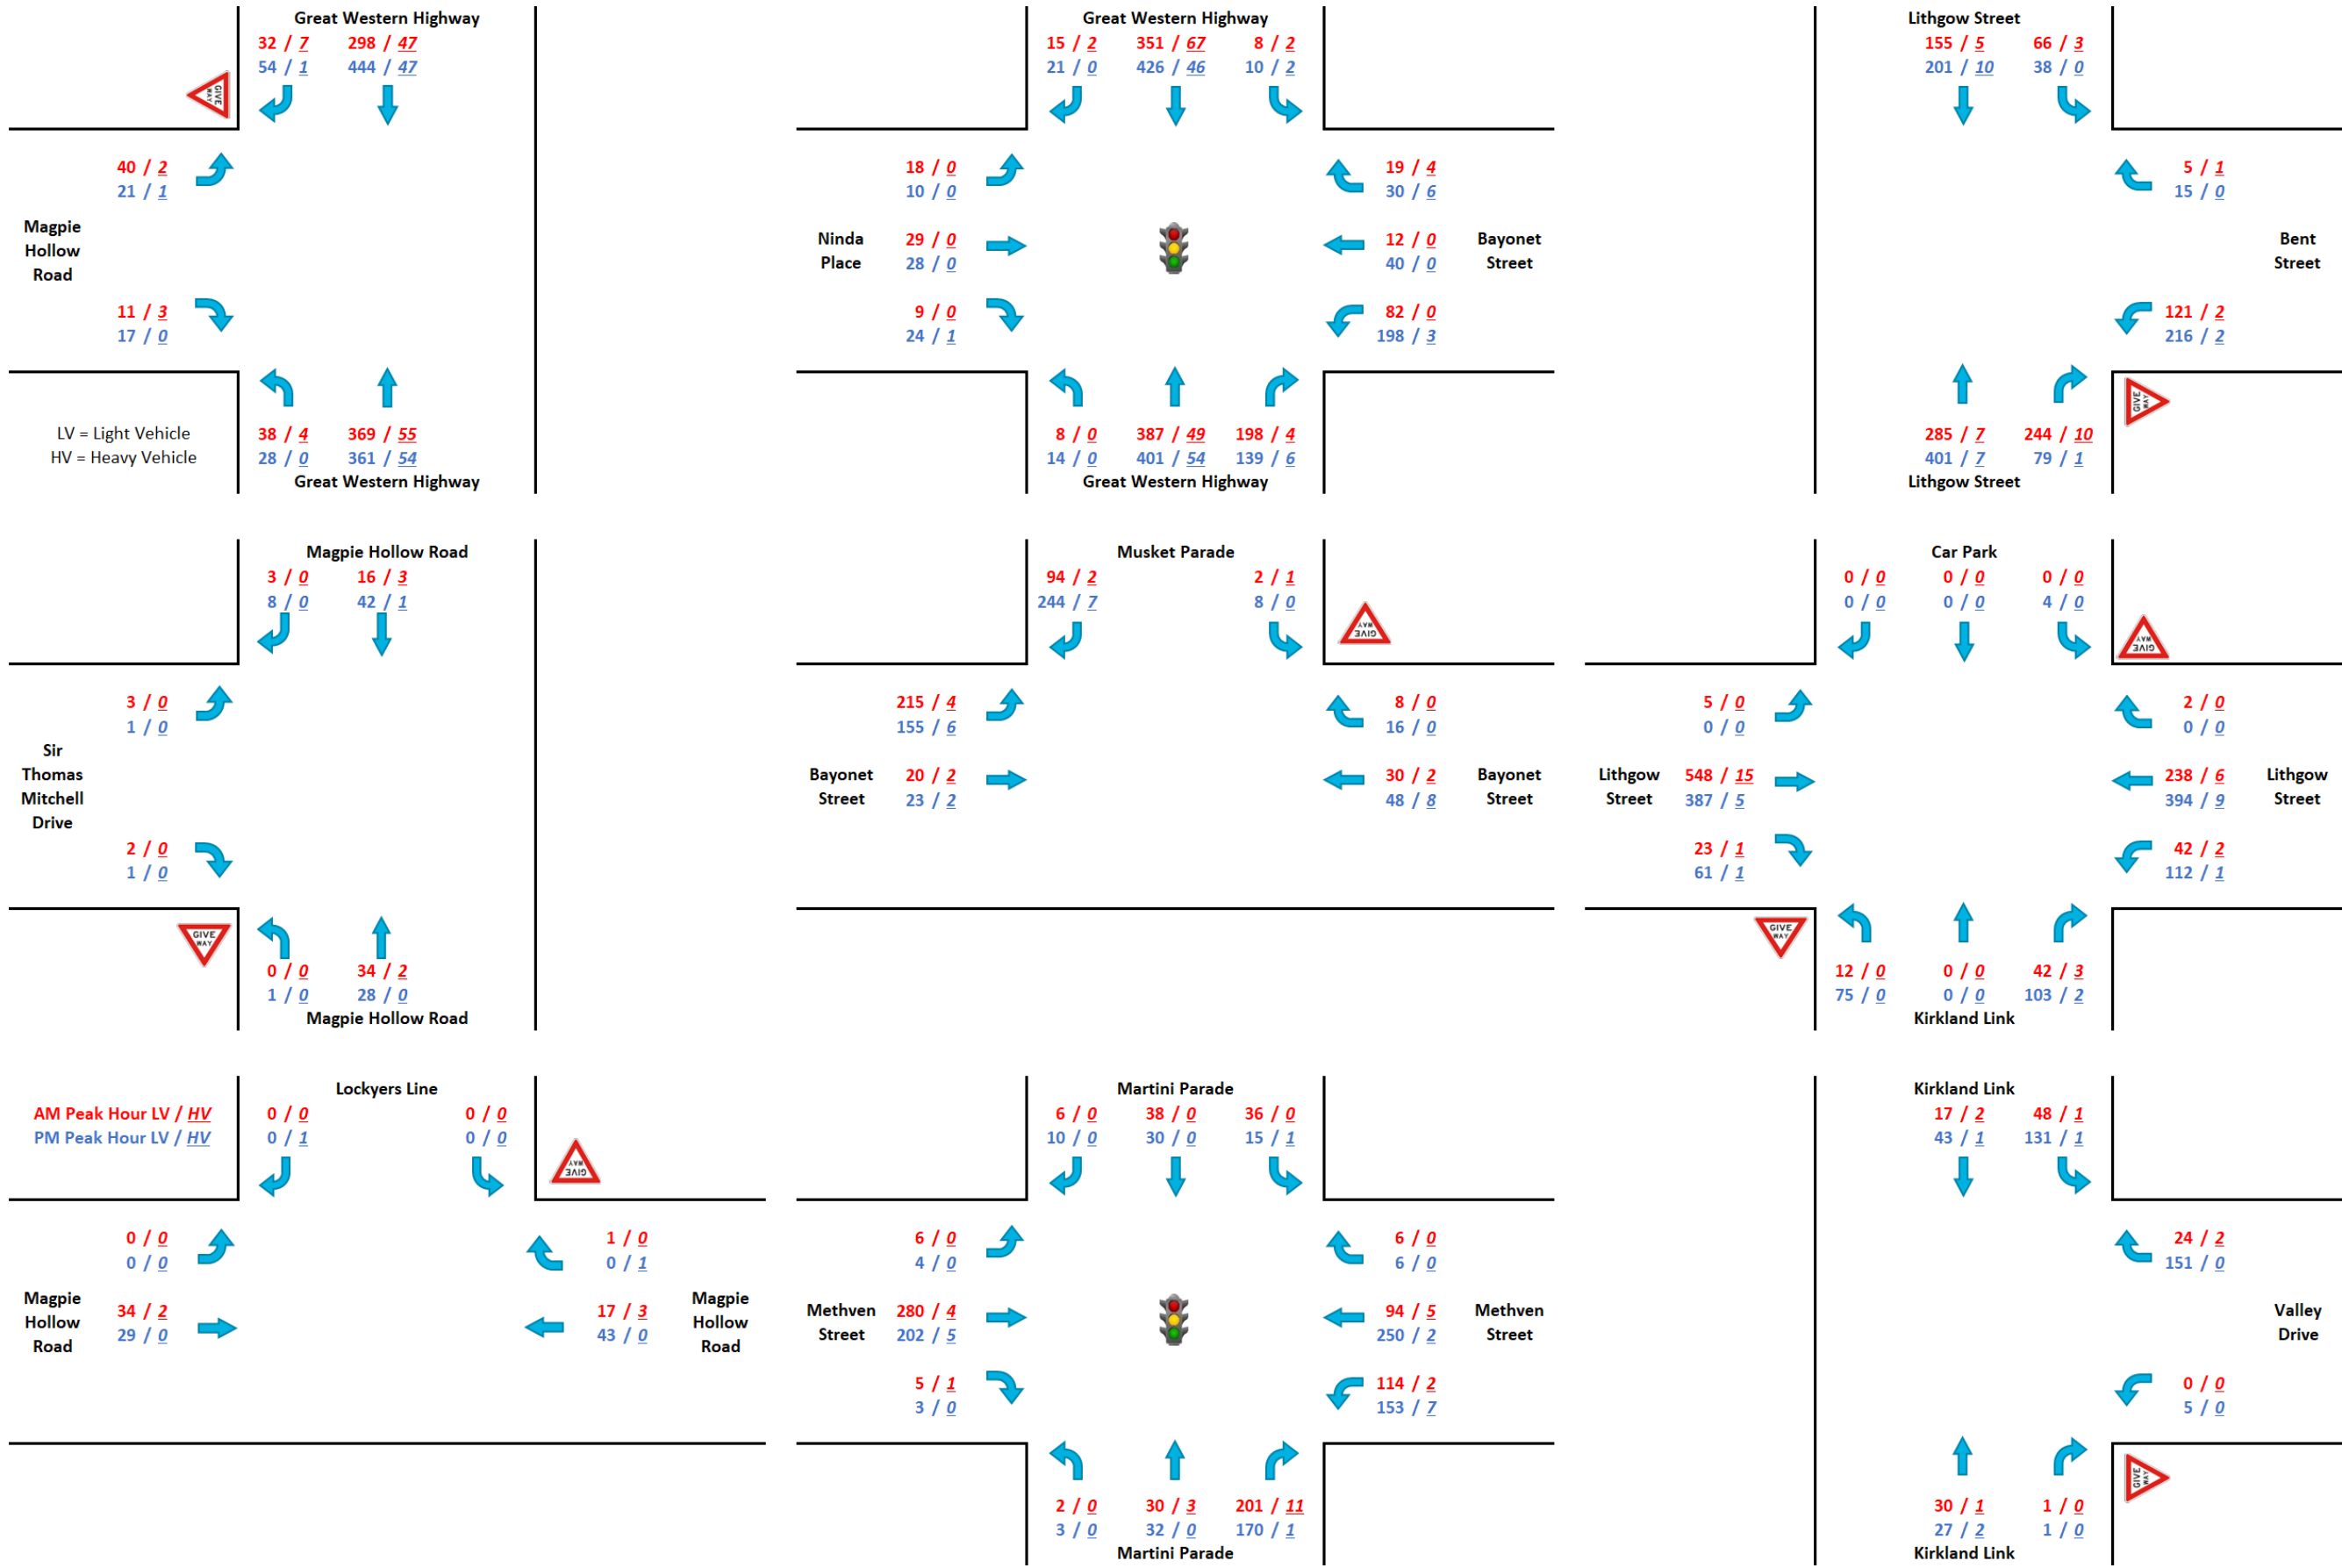 Great Western Highway
32 / 7 298 / 47
54 / 1 444 / 47
GIVE
WAY
40 / 2
21 / 1
Magpie
Hollow
Road
11 / 3
17 / 0
LV = Light Vehicle
HV = Heavy Vehicle
38 / 4 369 / 55
28 / 0 361 / 54
Great Western Highway
Great Western Highway
15 / 2 351 / 67 8 / 2
21 / 0 426 / 46 10 / 2
18 / 0
10 / 0
19 / 4
30 / 6
Ninda
Place
29 / 0
28 / 0
12 / 0
40 / 0
Bayonet
Street
9 / 0
24 / 1
82 / 0
198 / 3
8 / 0 387 / 49 198 / 4
14 / 0 401 / 54 139 / 6
Great Western Highway
Lithgow Street
155 / 5 66 / 3
201 / 10 38 / 0
5 / 1
15 / 0
Bent
Street
121 / 2
216 / 2
GIVE
WAY
285 / 7 244 / 10
401 / 7 79 / 1
Lithgow Street
Magpie Hollow Road
3 / 0 16 / 3
8 / 0 42 / 1
3 / 0
1 / 0
Sir
Thomas
Mitchell
Drive
2 / 0
1 / 0
GIVE
WAY
0 / 0 34 / 2
1 / 0 28 / 0
Magpie Hollow Road
Musket Parade
94 / 2 2 / 1
244 / 7 8 / 0
GIVE
WAY
215 / 4
155 / 6
8 / 0
16 / 0
Bayonet
Street
20 / 2
23 / 2
30 / 2
48 / 8
Bayonet
Street
Car Park
0 / 0 0 / 0 0 / 0
0 / 0 0 / 0 4 / 0
GIVE
WAY
5 / 0
0 / 0
2 / 0
0 / 0
Lithgow
Street
548 / 15
387 / 5
238 / 6
394 / 9
Lithgow
Street
23 / 1
61 / 1
42 / 2
112 / 1
GIVE
WAY
12 / 0 0 / 0 42 / 3
75 / 0 0 / 0 103 / 2
Kirkland Link
AM Peak Hour LV / HV
PM Peak Hour LV / HV
Lockyers Line
0 / 0 0 / 0
0 / 1 0 / 0
GIVE
WAY
0 / 0
0 / 0
1 / 0
0 / 1
Magpie
Hollow
Road
34 / 2
29 / 0
17 / 3
43 / 0
Magpie
Hollow
Road
Martini Parade
6 / 0 38 / 0 36 / 0
10 / 0 30 / 0 15 / 1
6 / 0
4 / 0
6 / 0
6 / 0
Methven
Street
280 / 4
202 / 5
94 / 5
250 / 2
Methven
Street
5 / 1
3 / 0
114 / 2
153 / 7
2 / 0 30 / 3 201 / 11
3 / 0 32 / 0 170 / 1
Martini Parade
Kirkland Link
17 / 2 48 / 1
43 / 1 131 / 1
24 / 2
151 / 0
Valley
Drive
0 / 0
5 / 0
GIVE
WAY
30 / 1 1 / 0
27 / 2 1 / 0
Kirkland Link